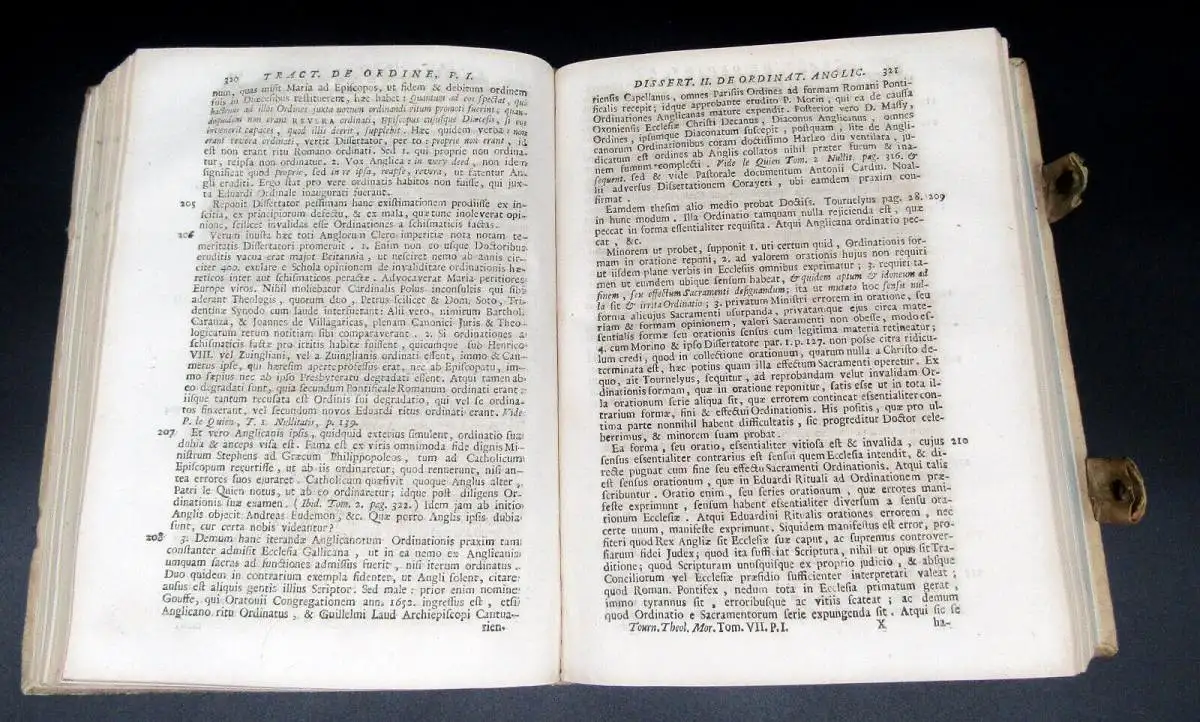 320 TRACT. DE ORDINE, P. I.
num, quas misit Maria ad Episcopos, ut fidem & debitum ordinem
suis in Diœcesibus restituerent, hæc habet: Quantum ad eos spectat, qui
hactenus ad illos Ordines juxta novum ordinandi ritum promoti fuerint, quan-
doquidem non erant REVERA ordinati, Episcopus cujusque Diœcesis, si eos
invenerit capaces, quod illis deerit, supplebit. Hæc quidem verba: non
erant revera ordinati, vertit Dissertator, per to: proprie non erant, id
est non erant ritu Romano ordinati. Sed 1. qui proprie non ordina-
tur, reipsa non ordinatur. 2. Vox Anglica: in very deed, non idem
significat quod proprie, sed in re ipsa, reapse, revera, ut fatentur An-
gli eruditi. Ergo stat pro vere ordinatis habitos non fuisse, qui jux-
ta Eduardi Ordinale inaugurati fuerant.
205 Reponit Dissertator pessimam hanc existimationem prodiisse ex in-
scitia, ex principiorum defectu, & ex mala, quæ tunc inoleverat opi-
nione, scilicet invalidas esse Ordinationes a schismaticis factas.
206 Verum inusta hæc toti Anglorum Clero imperitiæ nota notam te-
meritatis Dissertatori promeruit. 1. Enim non eo usque Doctoribus
eruditis vacua erat major Britannia, ut nesciret nemo ab annis cir-
citer 400. exulare e Schola opinionem de invaliditate ordinationis hæ-
reticos inter aut schismaticos peractæ. Advocaverat Maria peritiores
Europe viros. Nihil moliebatur Cardinalis Polus inconsultis qui sibi
aderant Theologis, quorum duo, Petrus scilicet & Dom. Soto, Tri-
dentinæ Synodo cum laude interfuerant: Alii vero, nimirum Barthol.
Caranza, & Joannes de Villagaricas, plenam Canonici Juris & Theo-
logicarum rerum notitiam sibi comparaverant. 2. si ordinationes a
schismaticis factæ pro irritis habitæ fuissent, quicumque sub Henrico
VIII. vel Zuingliani, vel a Zuinglianis ordinati essent, immo & Can-
merus ipse, qui hæresim aperte professus erat, nec ab Episcopatu, im-
mo sæpius nec ab ipso Presbyteratu degradati essent. Atqui tamen ab
eo degradati sunt, quia secundum Pontificale Romanum ordinati erant:
iisque tantum recusata est Ordinis sui degradatio, qui vel se ordina-
tos finxerant, vel secundum novos Eduardi ritus ordinati erant. Vide
P. le Quien, T. 1. Nullitatis, p. 139.
207 Et vero Anglicanis ipsis, quidquid exterius simulent, ordinatio sua
dubia & anceps visa est. Fama est ex viris omnimoda fide dignis Mi-
nistrum Stephens ad Græcum Philippopoleos, tum ad Catholicum
Episcopum recurrisse, ut ab iis ordinaretur; quod renuerint, nisi an-
tea errores suos ejuraret. Catholicum quæsivit quoque Anglus alter,
Patri le Quien notus, ut ab eo ordinaretur; idque post diligens Or-
dinationis suæ examen. (Ibid. Tom. 2. pag. 322.) Idem jam ab initio
Anglis objecit Andreas Eudemon, &c. Quæ porro Anglis ipsis dubia
sunt, cur certa nobis videantur?
208 3. Demum hanc iterandæ Anglicanorum Ordinationis praxim tam
constanter admisit Ecclesia Gallicana, ut in ea nemo ex Anglicanis
umquam sacras ad functiones admissus fuerit, nisi iterum ordinatus.
Duo quidem in contrarium exempla fidenter, ut Angli solent, citare
ausus est aliquis gentis illius Scriptor. Sed male: prior enim nomine
Gouffe, qui Oratorii Congregationem ann. 1652. ingressus est, etsi
Anglicano ritu Ordinatus, & Guillelmi Laud Archiepiscopi Cantua-
rien-
DISSERT. II. DE ORDINAT. ANGLIC. 321
riensis Capellanus, omnes Parisiis Ordines ad formam Romani Ponti-
ficalis recepit; idque approbante erudito P. Morin, qui ea de caussa
Ordinationes Anglicanas mature expendit. Posterior vero D. Massy,
Oxoniensis Ecclesiæ Christi Decanus, Diaconus Anglicanus, omnes
Ordines, ipsumque Diaconatum suscepit, postquam, lite de Angli-
canorum Ordinationibus coram doctissimo Harlæo diu ventilata, ju-
dicatum est ordines ab Anglis collatos nihil præter fucum & ina-
nem fumum complecti. Vide le Quien Tom. 2 Nullit. pag. 316. &
sequent. sed & vide Pastorale documentum Antonii Cardin. Noal-
lii adversus Dissertationem Corayeri, ubi eamdem praxim con-
firmat.
Eamdem thesim alio medio probat Doctiss. Tournelyus pag. 28. 209
in hunc modum. Illa Ordinatio tamquam nulla rejicienda est, quæ
peccat in forma essentialiter requisita. Atqui Anglicana ordinatio pec-
cat, &c.
Minorem ut probet, supponit 1. uti certum quid, Ordinationis for-
mam in oratione reponi, 2. ad valorem ordinationis hujus non requiri
ut iisdem plane verbis in Ecclesiis omnibus exprimatur; 3. requiri ta-
men ut eumdem ubique sensum habeat, & quidem aptum & idoneum ad
finem, seu effectum Sacramenti designandum; ita ut mutato hoc sensu nul-
la sit & irrita Ordinatio; 3. privatum Ministri errorem in oratione, seu
forma alicujus Sacramenti usurpanda, privatamque ejus circa mate-
riam & formam opinionem, valori Sacramenti non obesse, modo es-
sentialis formæ seu orationis sensus cum legitima materia retineatur;
4. cum Morino & ipso Dissertatore par. 1. p. 127. non posse citra ridicu-
lum credi, quod in collectione orationum, quarum nulla a Christo de-
terminata est, hæc potius quam illa effectum Sacramenti operetur. Ex
quo, ait Tournelyus, sequitur, ad reprobandam velut invalidam Or-
dinationis formam, quæ in oratione reponitur, satis esse ut in tota il-
la orationum serie aliqua sit, quæ errorem contineat essentialiter con-
trarium formæ, fini & effectui Ordinationis. His positis, quæ pro ul-
tima parte nonnihil habent difficultatis, sic progreditur Doctor cele-
berrimus, & minorem suam probat.
Ea forma, seu oratio, essentialiter vitiosa est & invalida, cujus 210
sensus essentialiter contrarius est sensui quem Ecclesia intendit, & di-
recte pugnat cum fine seu effectu Sacramenti Ordinationis. Atqui talis
est sensus orationum, quæ in Eduardi Rituali ad Ordinationem præ-
scribuntur. Oratio enim, seu series orationum, quæ errores mani-
feste exprimunt, sensum habent essentialiter diversum a sensu ora-
tionum Ecclesiæ. Atqui Eduardini Ritualis orationes errorem, nec
certe unum, manifeste exprimunt. Siquidem manifestus est error, pro-
fiteri quod Rex Angliæ sit Ecclesiæ suæ caput, ac supremus controver-
siarum fidei Judex; quod ita sufficiat Scriptura, nihil ut opus sit Tra-
ditione; quod Scripturam unusquisque ex proprio judicio, & absque
Conciliorum vel Ecclesiæ præsidio sufficienter interpretari valeat;
quod Roman. Pontifex, nedum tota in Ecclesia primatum gerat,
immo tyrannus sit, erroribusque ac vitiis scateat; ac demum
quod Ordinatio e Sacramentorum serie expungenda sit. Atqui sic se
Tourn. Theol. Mor. Tom. VII. P. I. X ha-